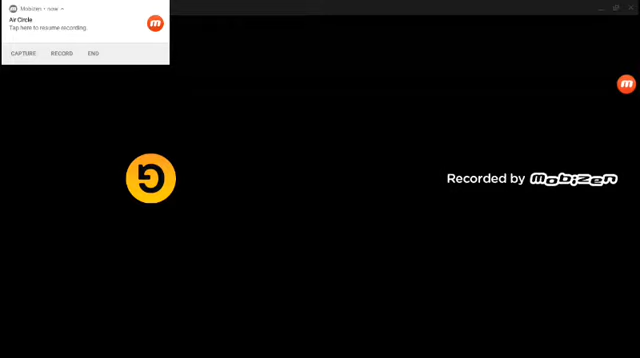 Mobizen • now
Air Circle
Tap here to resume recording.
CAPTURE RECORD END
Recorded by Mobizen